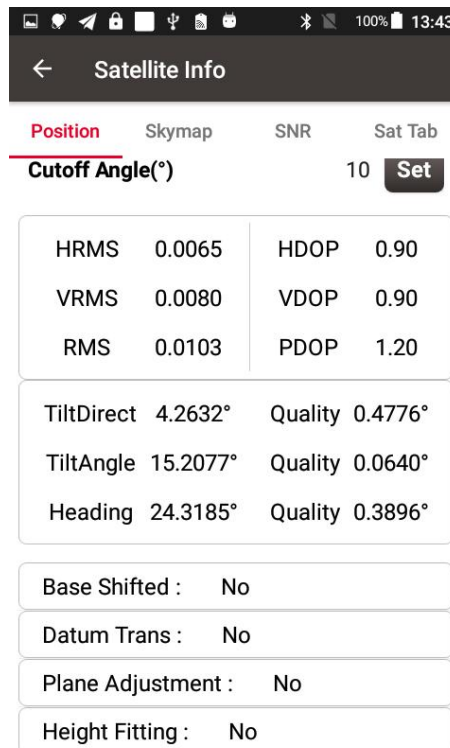 100% 13:43
Satellite Info
Position Skymap SNR Sat Tab
Cutoff Angle(°) 10 Set
HRMS 0.0065 HDOP 0.90
VRMS 0.0080 VDOP 0.90
RMS 0.0103 PDOP 1.20
TiltDirect 4.2632° Quality 0.4776°
TiltAngle 15.2077° Quality 0.0640°
Heading 24.3185° Quality 0.3896°
Base Shifted : No
Datum Trans : No
Plane Adjustment : No
Height Fitting : No